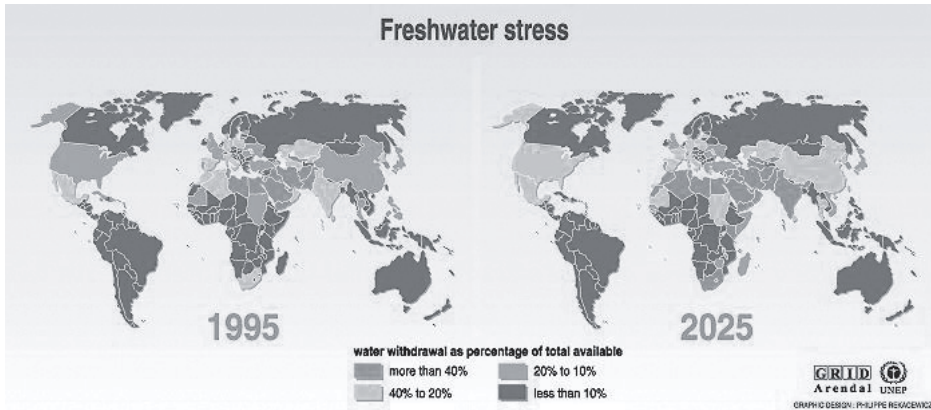 Freshwater stress
1995
2025
water withdrawal as percentage of total available
more than 40%
20% to 10%
40% to 20%
less than 10%
GRID
Arendal
UNEP
GRAPHIC DESIGN : PHILIPPE REKACEWICZ